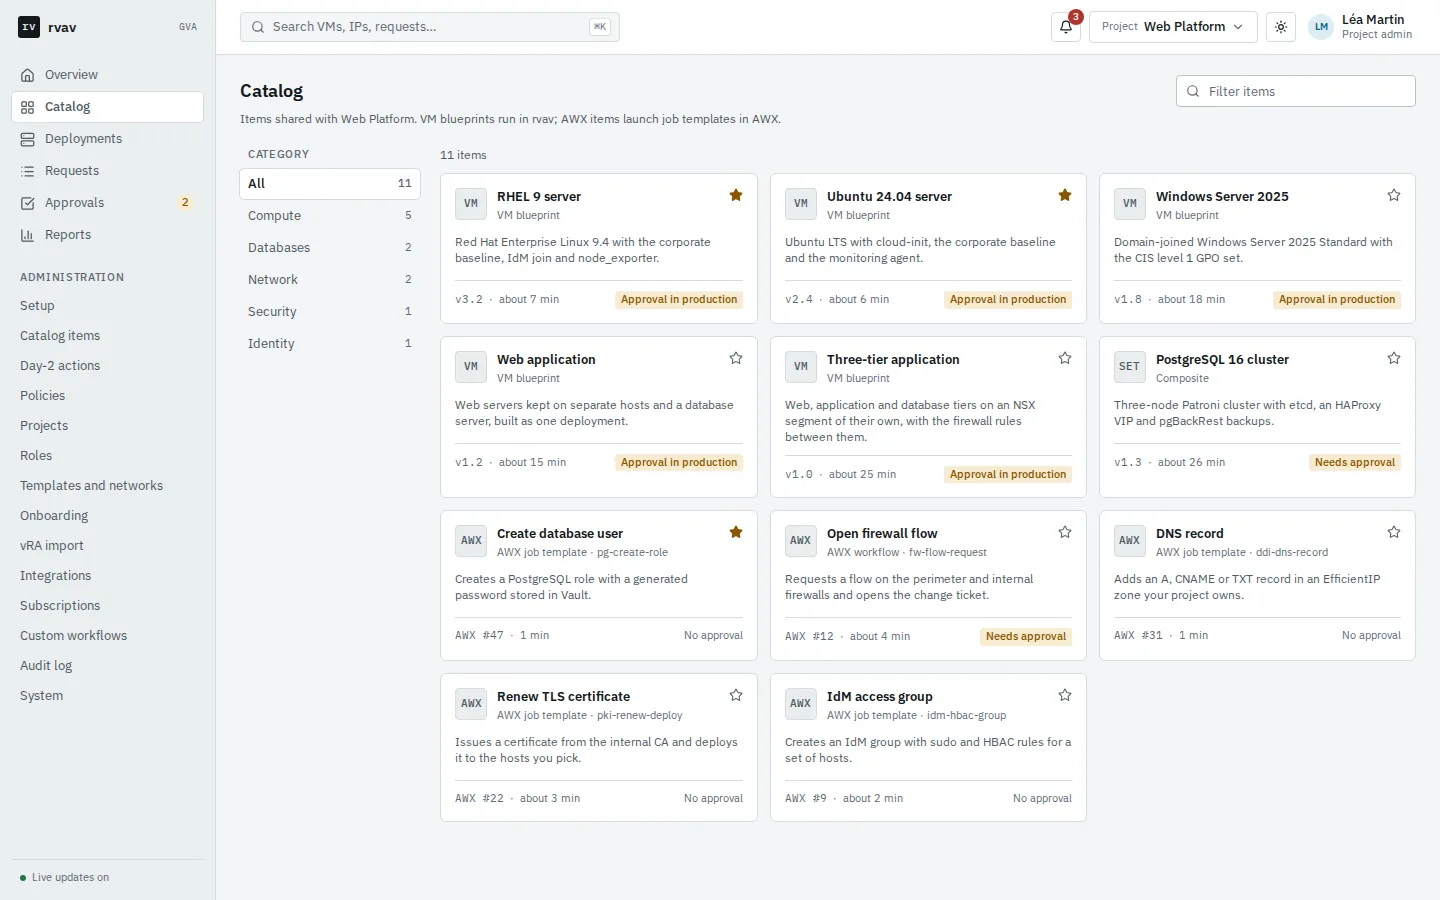 rv rvav GVA
Overview
Catalog
Deployments
Requests
Approvals 2
Reports
ADMINISTRATION
Setup
Catalog items
Day-2 actions
Policies
Projects
Roles
Templates and networks
Onboarding
vRA import
Integrations
Subscriptions
Custom workflows
Audit log
System
Live updates on
Search VMs, IPs, requests... ⌘K
3
Project Web Platform
LM
Léa Martin
Project admin
Catalog
Filter items
Items shared with Web Platform. VM blueprints run in rvav; AWX items launch job templates in AWX.
CATEGORY
All 11
Compute 5
Databases 2
Network 2
Security 1
Identity 1
11 items
VM
RHEL 9 server
VM blueprint
Red Hat Enterprise Linux 9.4 with the corporate
baseline, IdM join and node_exporter.
v3.2 · about 7 min Approval in production
VM
Ubuntu 24.04 server
VM blueprint
Ubuntu LTS with cloud-init, the corporate baseline
and the monitoring agent.
v2.4 · about 6 min Approval in production
VM
Windows Server 2025
VM blueprint
Domain-joined Windows Server 2025 Standard with
the CIS level 1 GPO set.
v1.8 · about 18 min Approval in production
VM
Web application
VM blueprint
Web servers kept on separate hosts and a database
server, built as one deployment.
v1.2 · about 15 min Approval in production
VM
Three-tier application
VM blueprint
Web, application and database tiers on an NSX
segment of their own, with the firewall rules
between them.
v1.0 · about 25 min Approval in production
SET
PostgreSQL 16 cluster
Composite
Three-node Patroni cluster with etcd, an HAProxy
VIP and pgBackRest backups.
v1.3 · about 26 min Needs approval
AWX
Create database user
AWX job template · pg-create-role
Creates a PostgreSQL role with a generated
password stored in Vault.
AWX #47 · 1 min No approval
AWX
Open firewall flow
AWX workflow · fw-flow-request
Requests a flow on the perimeter and internal
firewalls and opens the change ticket.
AWX #12 · about 4 min Needs approval
AWX
DNS record
AWX job template · ddi-dns-record
Adds an A, CNAME or TXT record in an EfficientIP
zone your project owns.
AWX #31 · 1 min No approval
AWX
Renew TLS certificate
AWX job template · pki-renew-deploy
Issues a certificate from the internal CA and deploys
it to the hosts you pick.
AWX #22 · about 3 min No approval
AWX
IdM access group
AWX job template · idm-hbac-group
Creates an IdM group with sudo and HBAC rules for a
set of hosts.
AWX #9 · about 2 min No approval